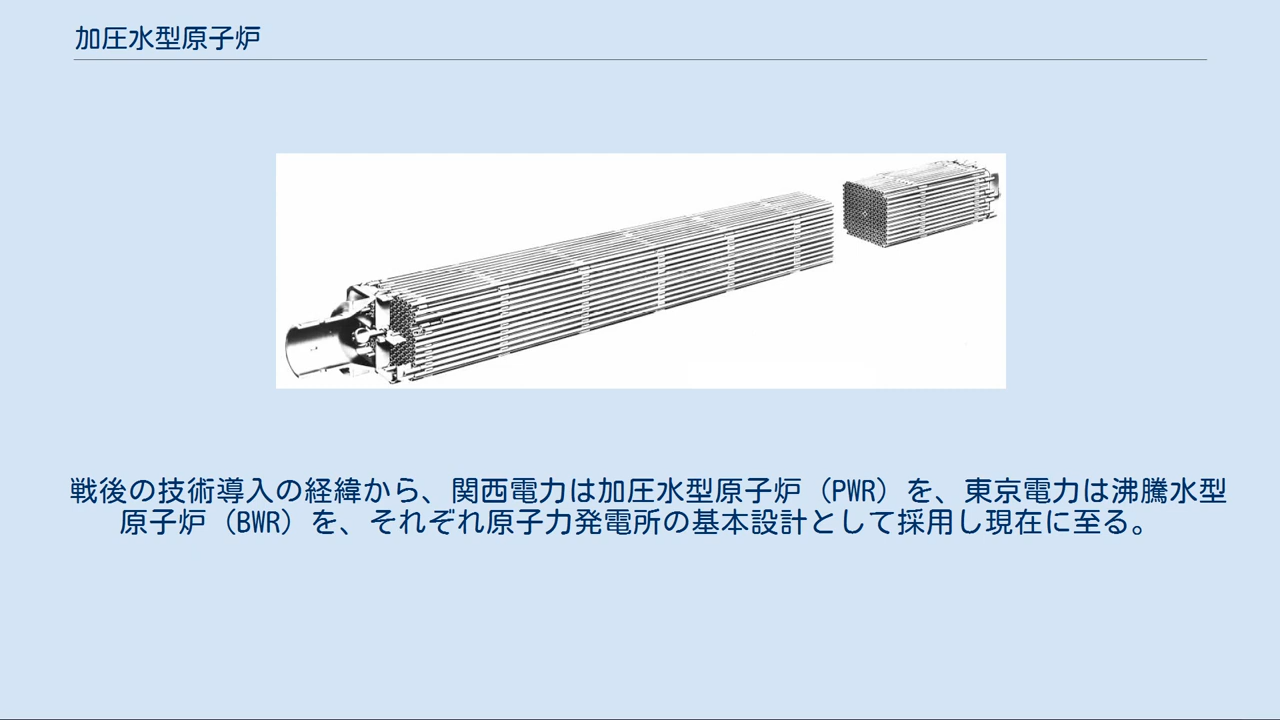 加圧水型原子炉
戦後の技術導入の経緯から、関西電力は加圧水型原子炉（PWR）を、東京電力は沸騰水型
原子炉（BWR）を、それぞれ原子力発電所の基本設計として採用し現在に至る。